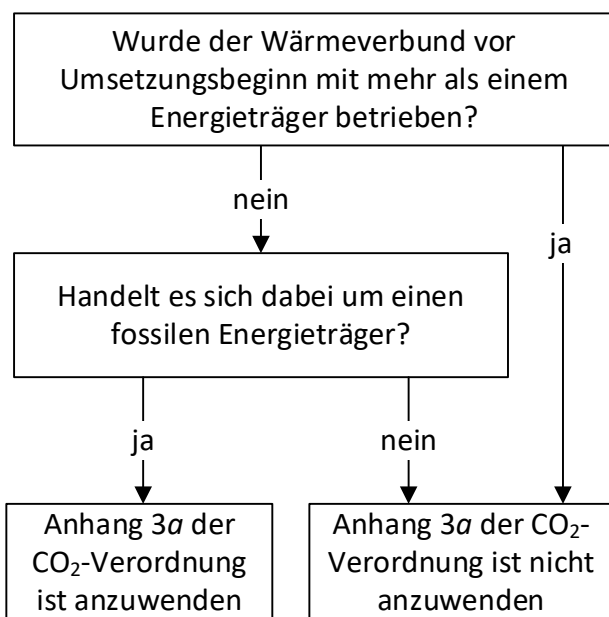 Wurde der Wärmeverbund vor
Umsetzungsbeginn mit mehr als einem
Energieträger betrieben?
nein
ja
Handelt es sich dabei um einen
fossilen Energieträger?
ja
nein
Anhang 3a der
CO₂-Verordnung
ist anzuwenden
Anhang 3a der CO₂-
Verordnung ist nicht
anzuwenden